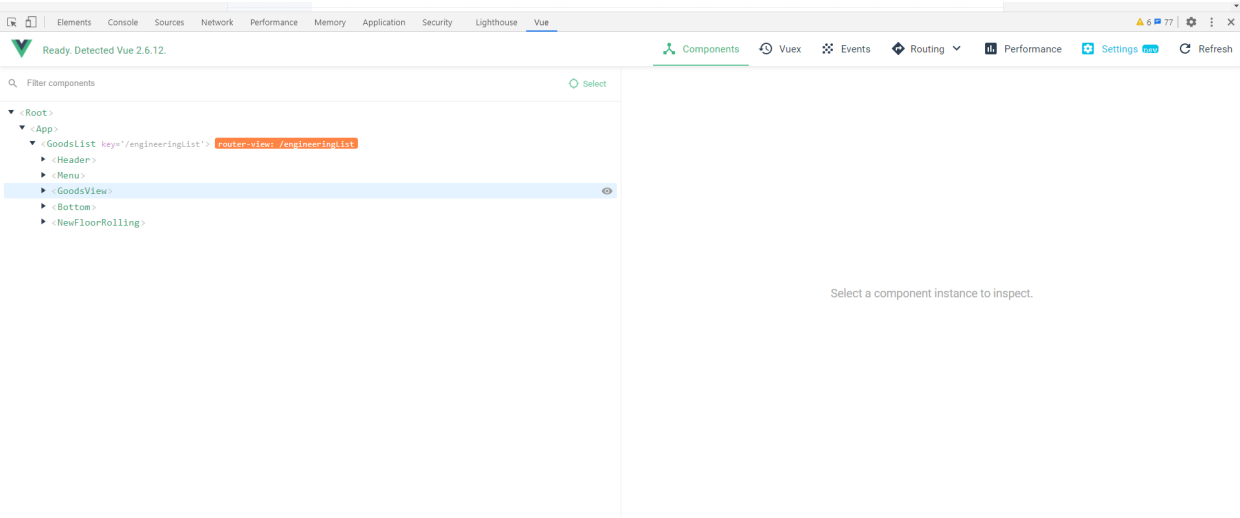 Elements Console Sources Network Performance Memory Application Security Lighthouse Vue 6 77
Ready. Detected Vue 2.6.12. Components Vuex Events Routing Performance Settings new Refresh
Filter components Select
<Root>
<App>
<GoodsList key='/engineeringList'> router-view: /engineeringList
<Header>
<Menu>
<GoodsView>
<Bottom>
<NewFloorRolling>
Select a component instance to inspect.